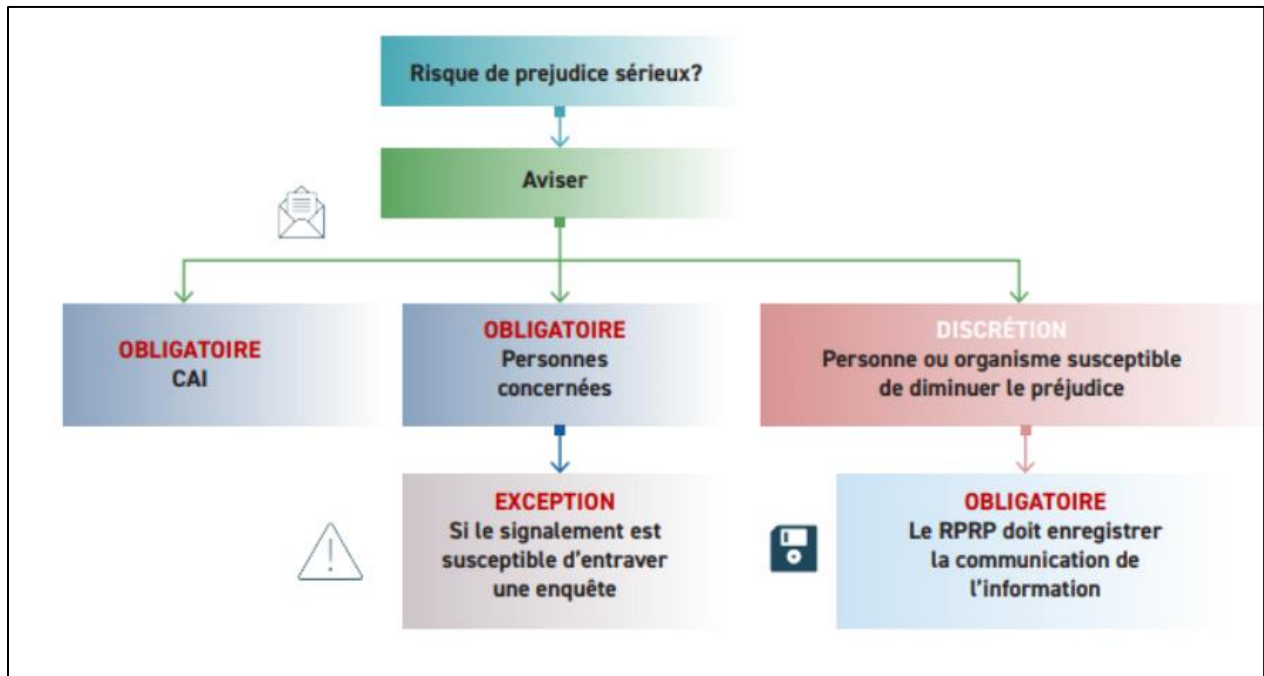 Risque de prejudice sérieux?
Aviser
OBLIGATOIRE
CAI
OBLIGATOIRE
Personnes
concernées
DISCRÉTION
Personne ou organisme susceptible
de diminuer le préjudice
EXCEPTION
Si le signalement est
susceptible d'entraver
une enquête
OBLIGATOIRE
Le RPRP doit enregistrer
la communication de
l'information